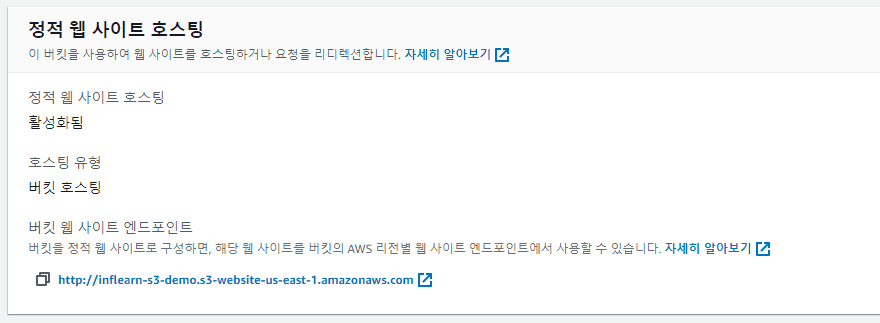 정적 웹 사이트 호스팅
이 버킷을 사용하여 웹 사이트를 호스팅하거나 요청을 리디렉션합니다. 자세히 알아보기
정적 웹 사이트 호스팅
활성화됨
호스팅 유형
버킷 호스팅
버킷 웹 사이트 엔드포인트
버킷을 정적 웹 사이트로 구성하면, 해당 웹 사이트를 버킷의 AWS 리전별 웹 사이트 엔드포인트에서 사용할 수 있습니다. 자세히 알아보기
http://inflearn-s3-demo.s3-website-us-east-1.amazonaws.com